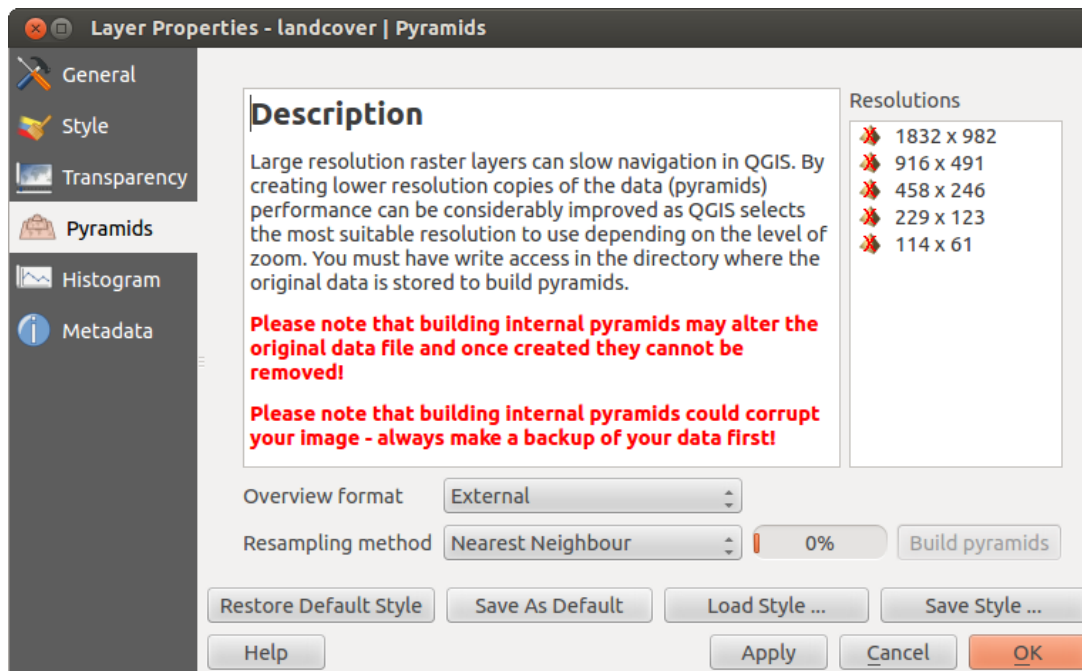 Layer Properties - landcover | Pyramids
General
Style
Transparency
Pyramids
Histogram
Metadata
Description
Large resolution raster layers can slow navigation in QGIS. By
creating lower resolution copies of the data (pyramids)
performance can be considerably improved as QGIS selects
the most suitable resolution to use depending on the level of
zoom. You must have write access in the directory where the
original data is stored to build pyramids.
Please note that building internal pyramids may alter the
original data file and once created they cannot be
removed!
Please note that building internal pyramids could corrupt
your image - always make a backup of your data first!
Resolutions
1832 x 982
916 x 491
458 x 246
229 x 123
114 x 61
Overview format External
Resampling method Nearest Neighbour 0% Build pyramids
Restore Default Style Save As Default Load Style ... Save Style ...
Help Apply Cancel OK